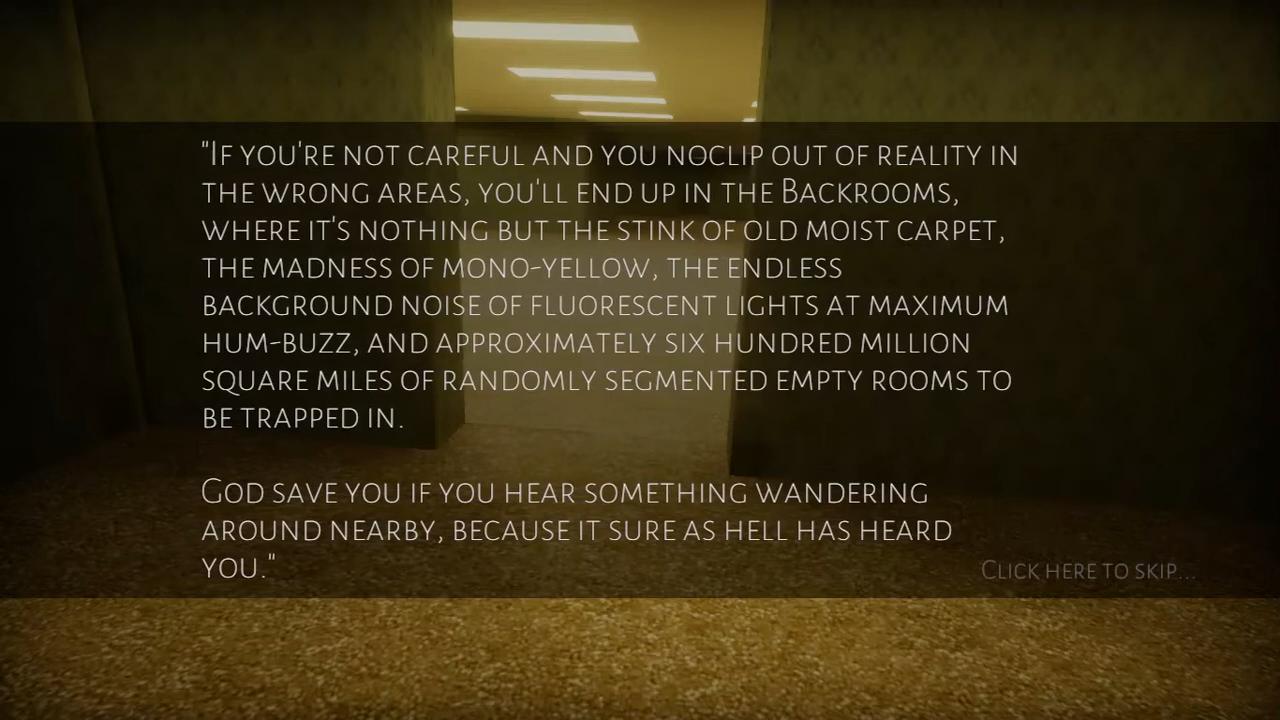 "If you're not careful and you noclip out of reality in
the wrong areas, you'll end up in the Backrooms,
where it's nothing but the stink of old moist carpet,
the madness of mono-yellow, the endless
background noise of fluorescent lights at maximum
hum-buzz, and approximately six hundred million
square miles of randomly segmented empty rooms to
be trapped in.
God save you if you hear something wandering
around nearby, because it sure as hell has heard
you."
Click here to skip...